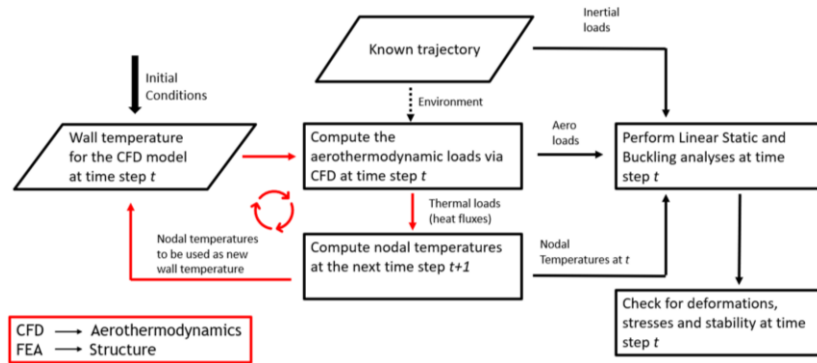 Inertial
loads
Known trajectory
Initial
Conditions
Environment
Wall temperature
for the CFD model
at time step t
Compute the
aerothermodynamic loads via
CFD at time step t
Aero
loads
Perform Linear Static and
Buckling analyses at time
step t
Thermal loads
(heat fluxes)
Nodal temperatures
to be used as new
wall temperature
Compute nodal temperatures
at the next time step t+1
Nodal
Temperatures at t
Check for deformations,
stresses and stability at time
step t
CFD → Aerothermodynamics
FEA → Structure